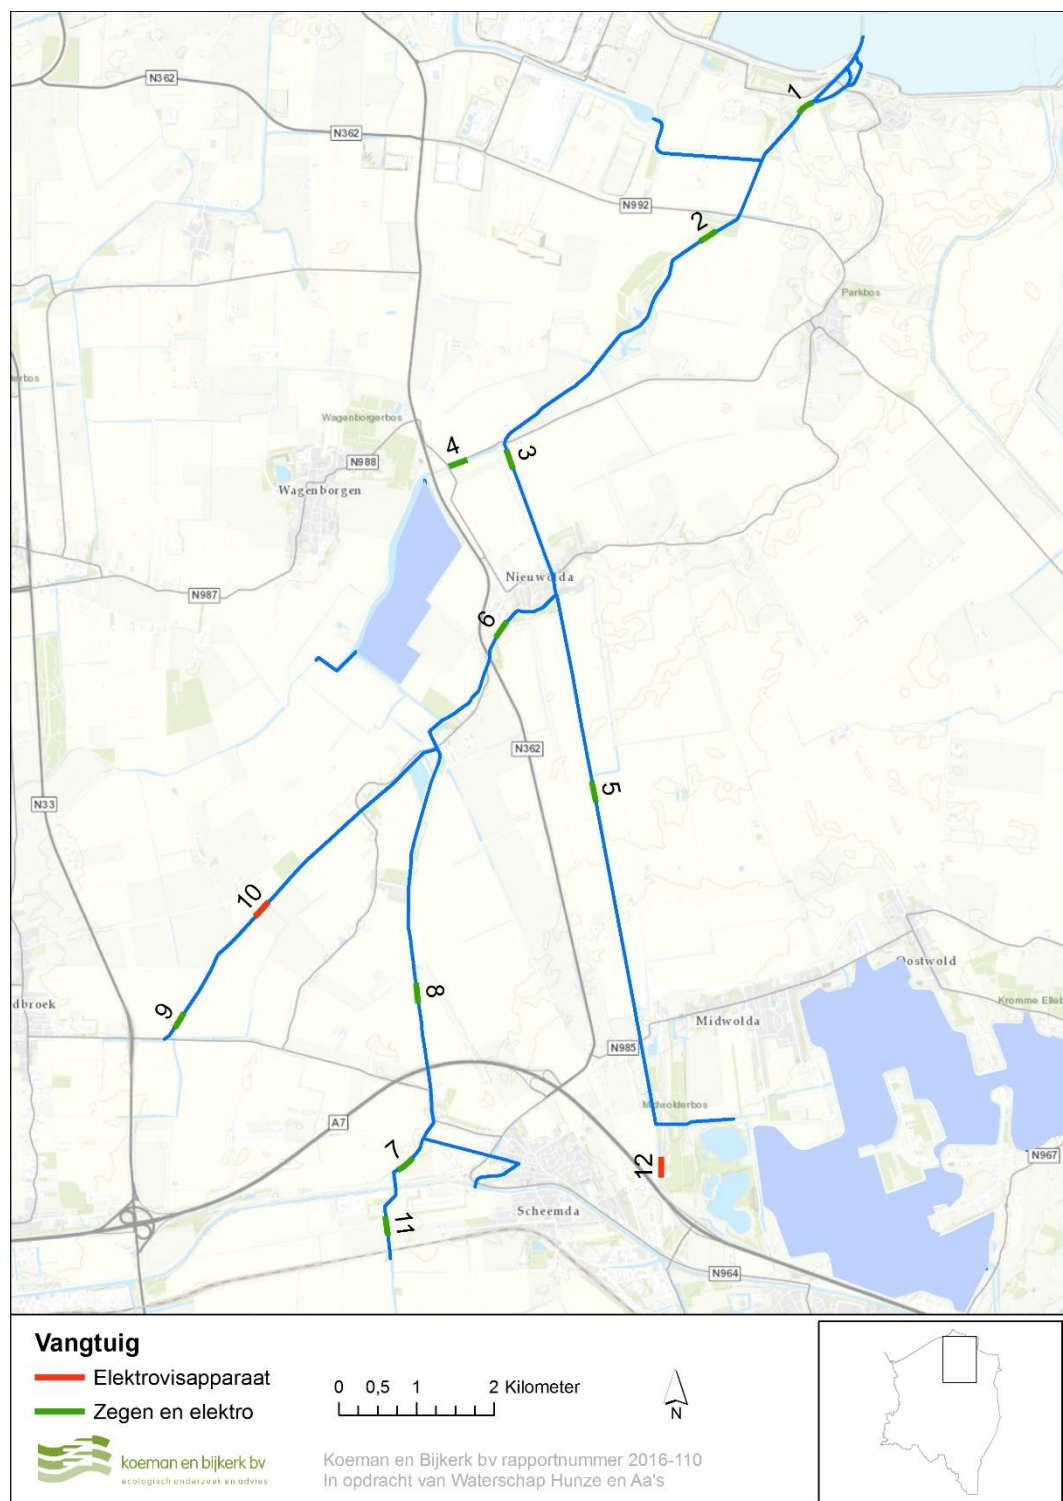 N362
1
N362
N992
2
Parkbos
Wagenborgerbos
4
3
N988
Wagenborgen
Nieuwolda
N987
6
N362
5
N33
10
8
9
Oostwold
Midwolda
N985
Midwolderbos
A7
7
12
N967
11
Scheemda
N964
Vangtuig
Elektrovisapparaat
Zegen en elektro
0 0,5 1 2 Kilometer
N
koeman en bijkerk bv
ecologisch onderzoek en advies
Koeman en Bijkerk bv rapportnummer 2016-110
In opdracht van Waterschap Hunze en Aa's